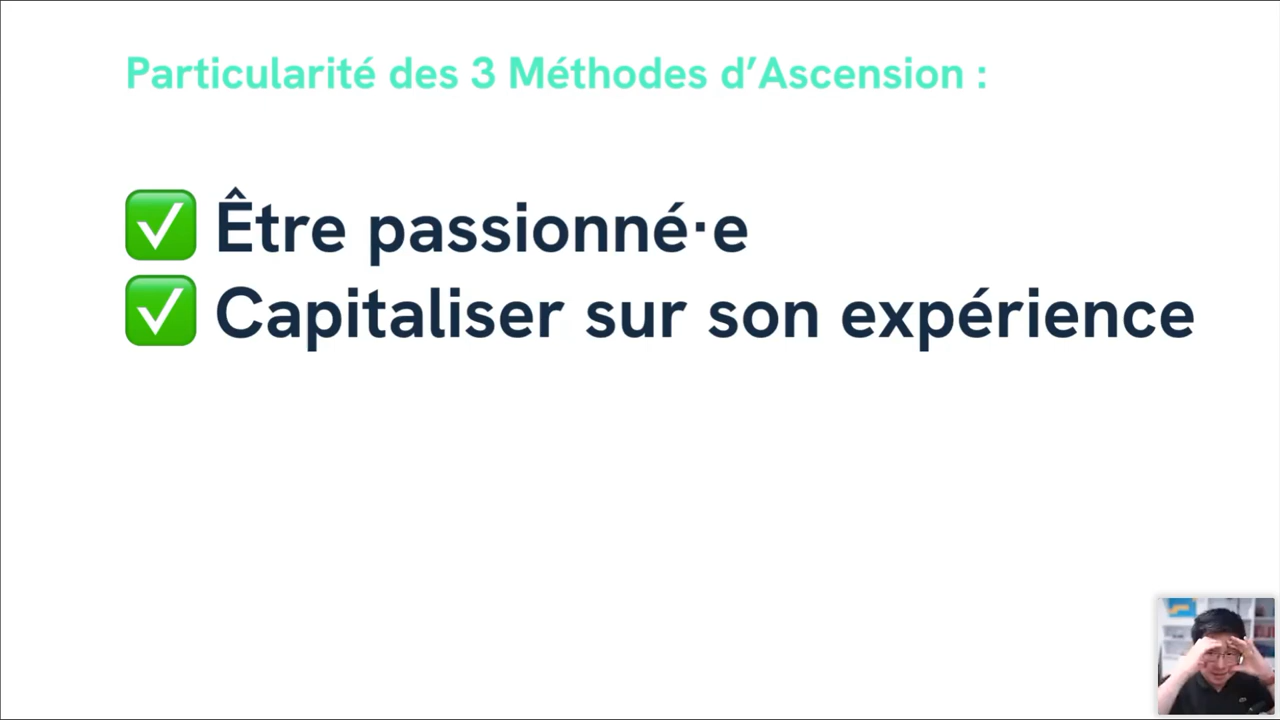 Particularité des 3 Méthodes d’Ascension :
✅ Être passionné·e
✅ Capitaliser sur son expérience